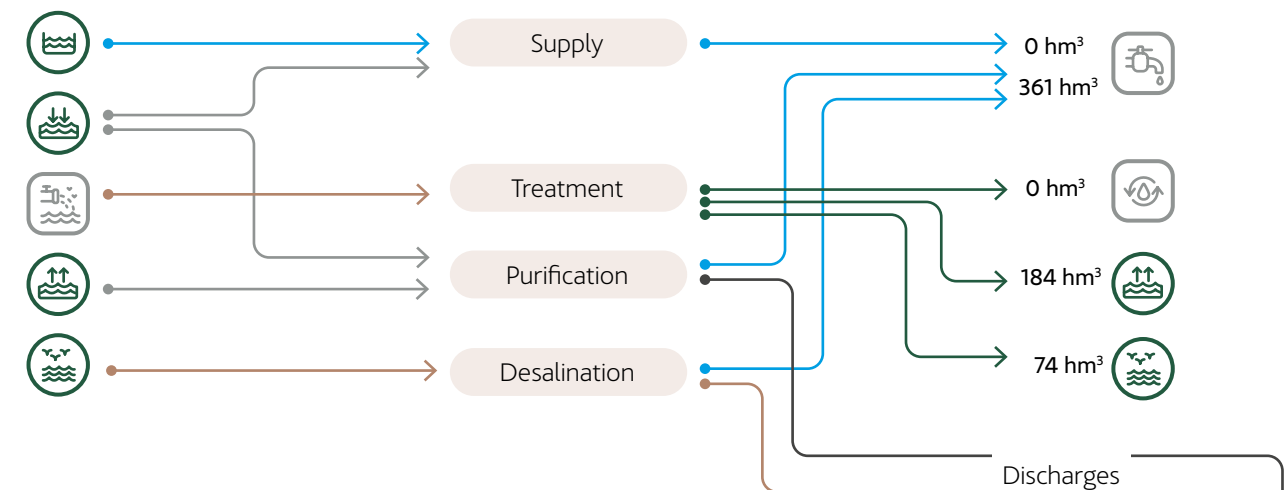 Supply
0 hm³
361 hm³
Treatment
0 hm³
Purification
184 hm³
Desalination
74 hm³
Discharges